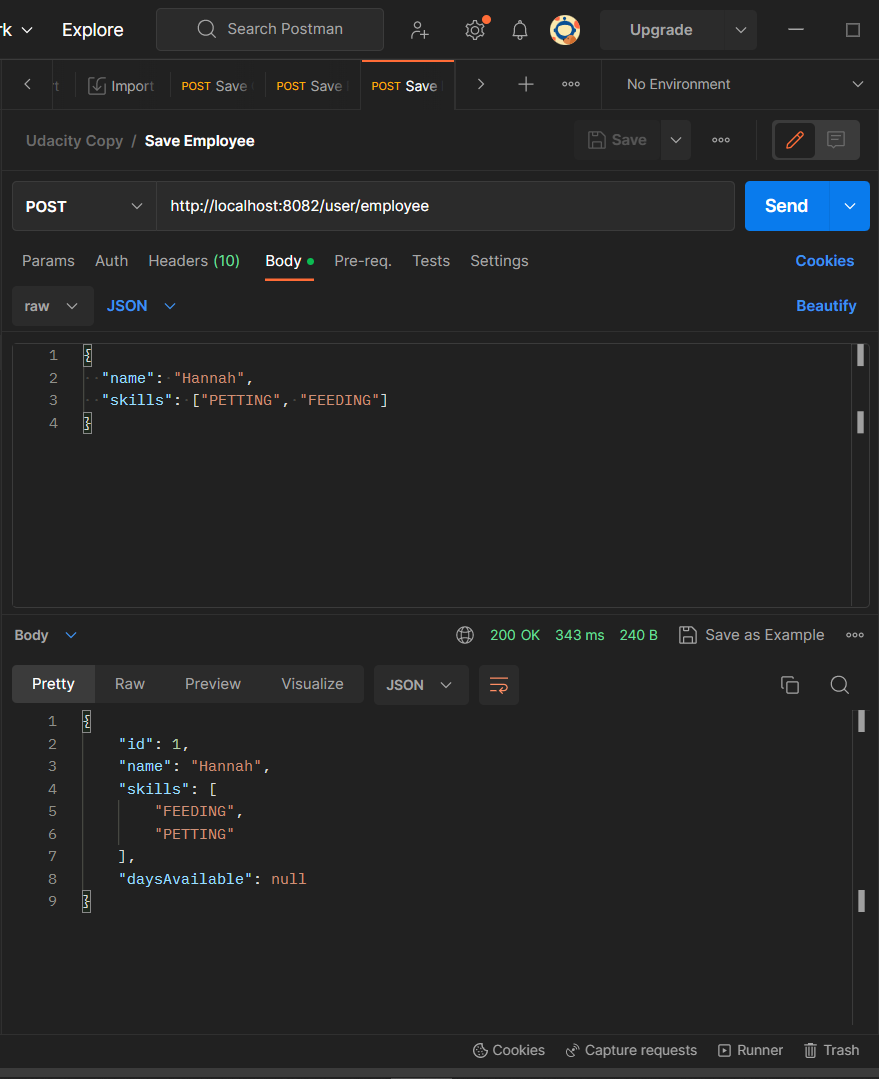 rk Explore Search Postman Upgrade
Import POST Save POST Save POST Save No Environment
Udacity Copy / Save Employee Save
POST http://localhost:8082/user/employee Send
Params Auth Headers (10) Body Pre-req. Tests Settings Cookies
raw JSON Beautify
1 {
2 "name": "Hannah",
3 "skills": ["PETTING", "FEEDING"]
4 }
Body 200 OK 343 ms 240 B Save as Example
Pretty Raw Preview Visualize JSON
1 {
2 "id": 1,
3 "name": "Hannah",
4 "skills": [
5 "FEEDING",
6 "PETTING"
7 ],
8 "daysAvailable": null
9 }
Cookies Capture requests Runner Trash